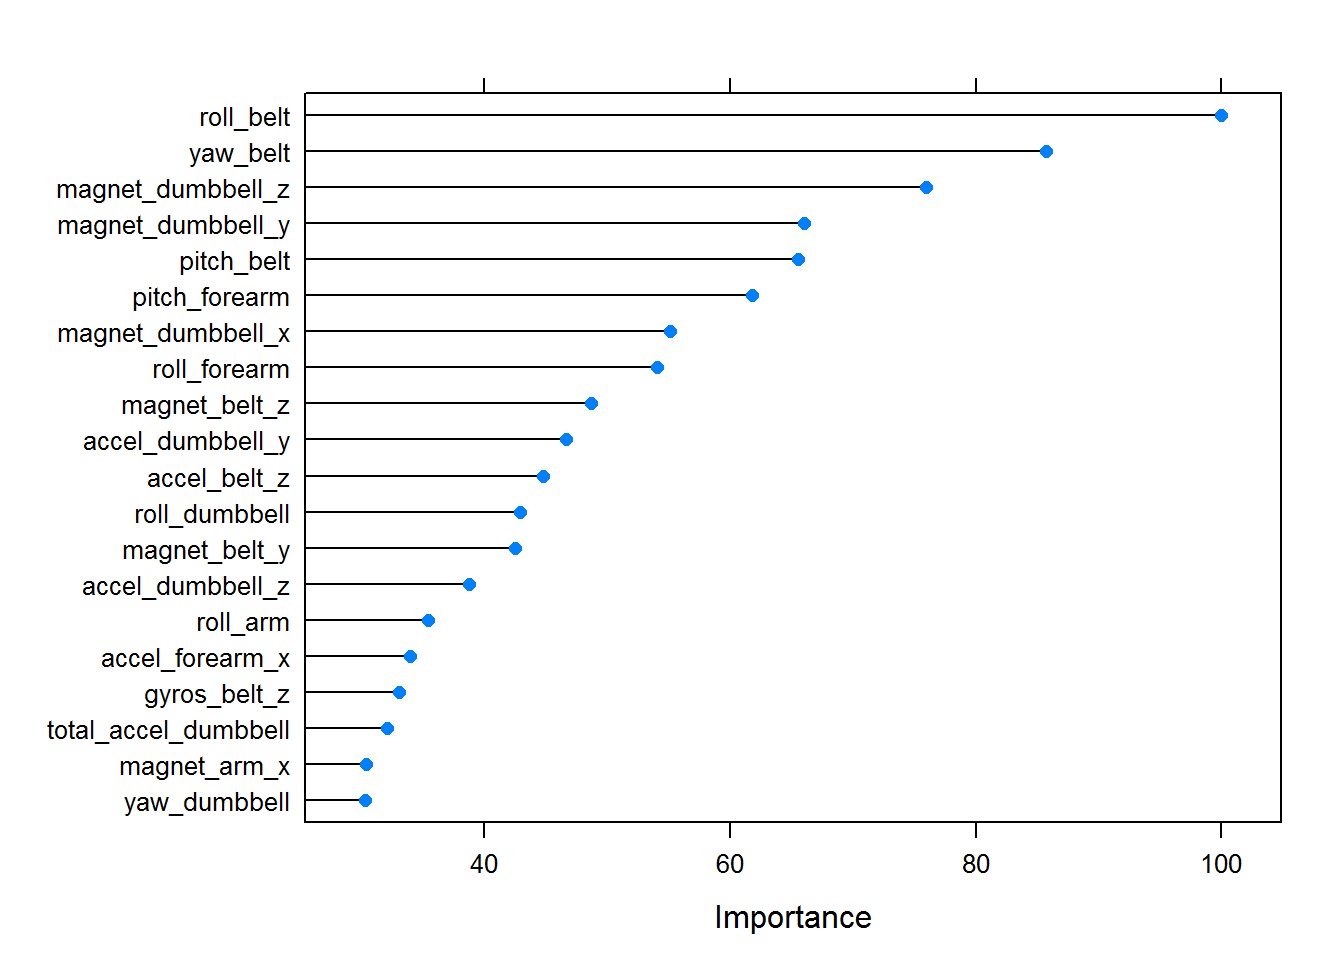 roll_belt
yaw_belt
magnet_dumbbell_z
magnet_dumbbell_y
pitch_belt
pitch_forearm
magnet_dumbbell_x
roll_forearm
magnet_belt_z
accel_dumbbell_y
accel_belt_z
roll_dumbbell
magnet_belt_y
accel_dumbbell_z
roll_arm
accel_forearm_x
gyros_belt_z
total_accel_dumbbell
magnet_arm_x
yaw_dumbbell
40 60 80 100
Importance